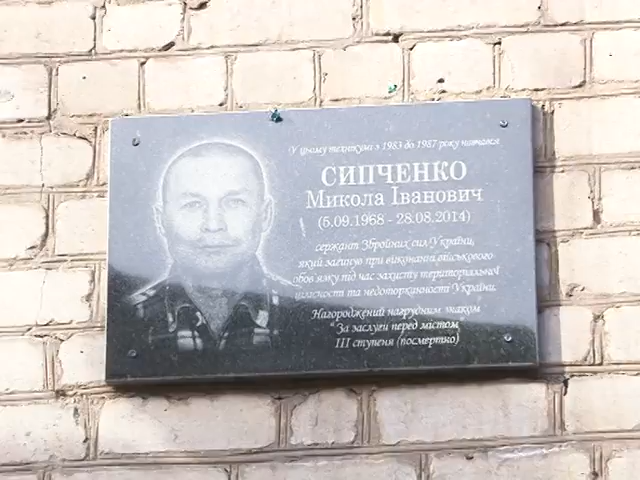 У цьому технікумі з 1983 до 1987 року навчався
СИПЧЕНКО
Микола Іванович
(5.09.1968 - 28.08.2014)
сержант Збройних сил України,
який загинув при виконанні військового
обов'язку під час захисту територіальної
цілісності та недоторканності України.
Нагороджений нагрудним знаком
"За заслуги перед містом"
III ступеня (посмертно)